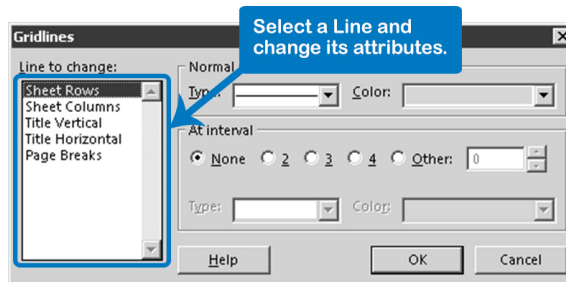 Gridlines
Select a Line and
change its attributes.
Line to change:
Sheet Rows
Sheet Columns
Title Vertical
Title Horizontal
Page Breaks
Normal
Type: Color:
At interval
None 2 3 4 Other: 0
Type: Color:
Help OK Cancel